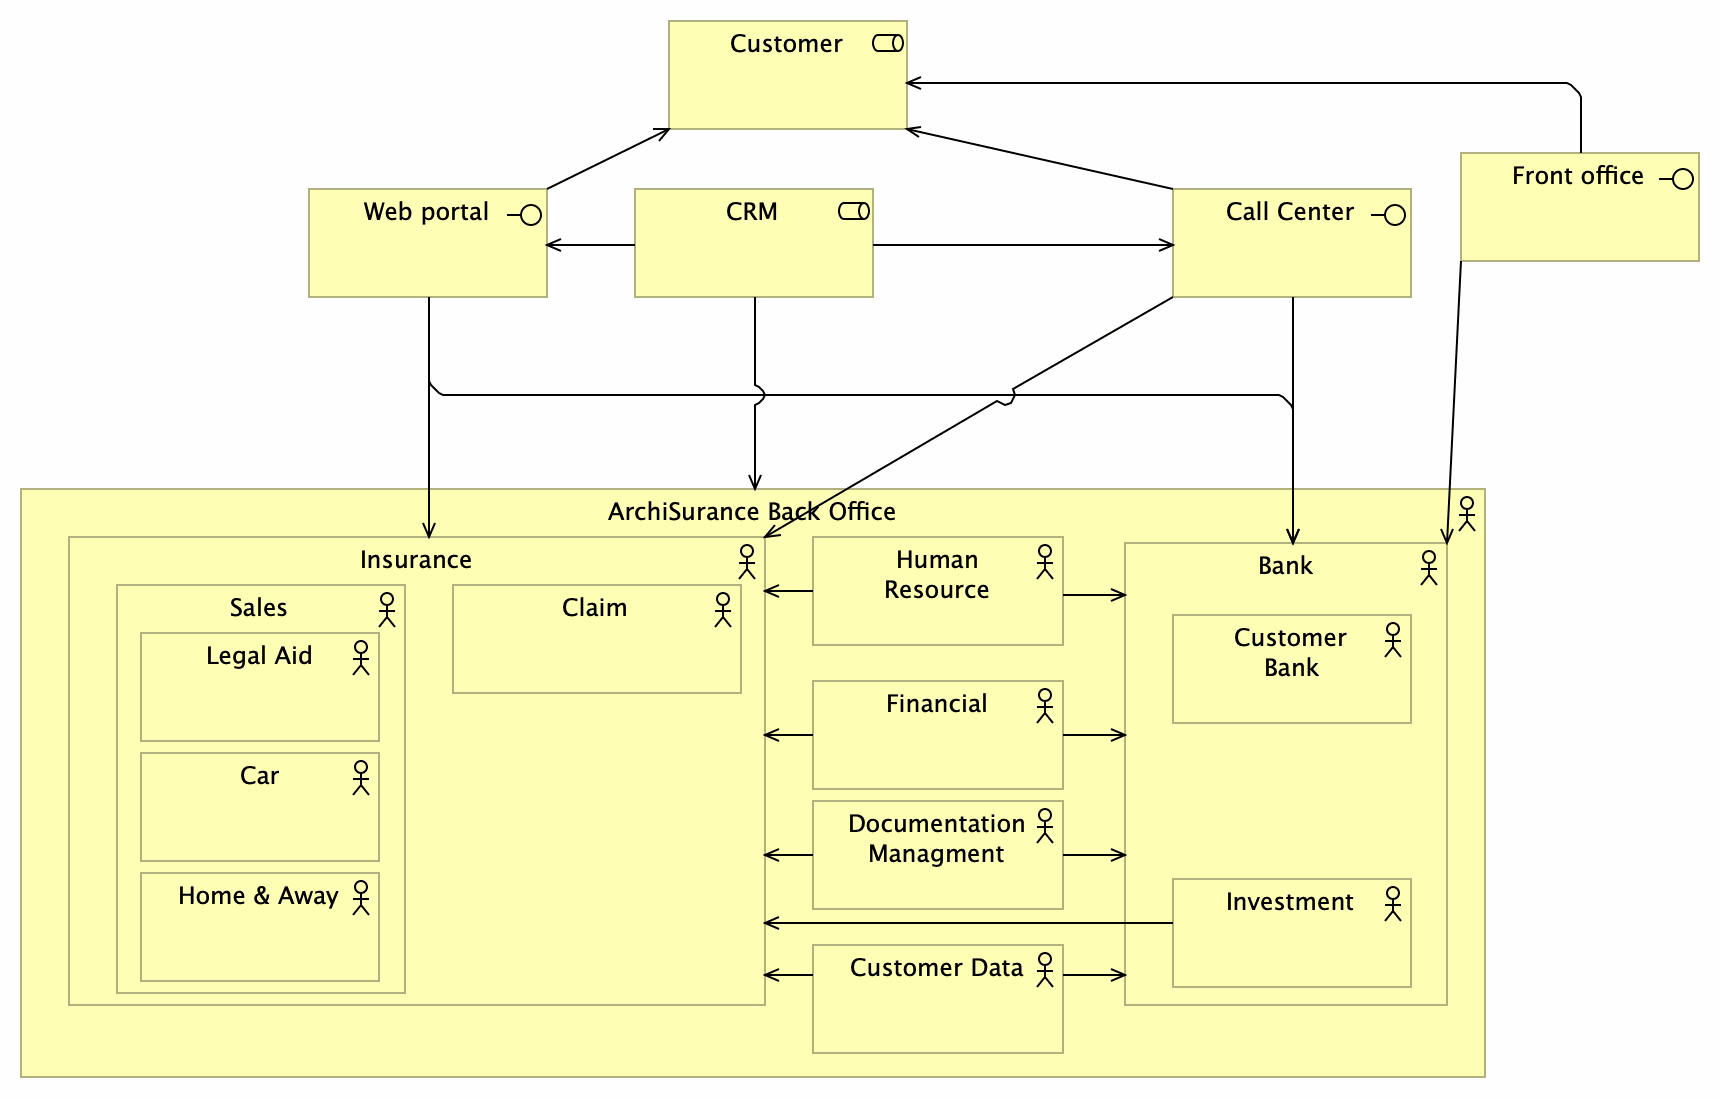 Customer
Front office
Web portal
CRM
Call Center
ArchiSurance Back Office
Insurance
Human
Resource
Bank
Sales
Claim
Legal Aid
Customer
Bank
Financial
Car
Documentation
Managment
Home & Away
Investment
Customer Data